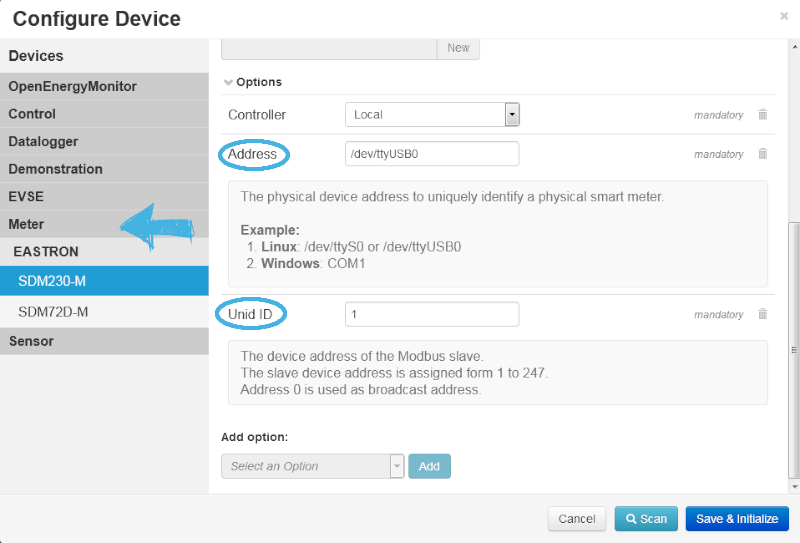 Configure Device
×
Devices
OpenEnergyMonitor
Control
Datalogger
Demonstration
EVSE
Meter
EASTRON
SDM230-M
SDM72D-M
Sensor
New
Options
Controller Local mandatory
Address /dev/ttyUSB0 mandatory
The physical device address to uniquely identify a physical smart meter.
Example:
1. Linux: /dev/ttyS0 or /dev/ttyUSB0
2. Windows: COM1
Unid ID 1 mandatory
The device address of the Modbus slave.
The slave device address is assigned form 1 to 247.
Address 0 is used as broadcast address.
Add option:
Select an Option Add
Cancel Scan Save & Initialize